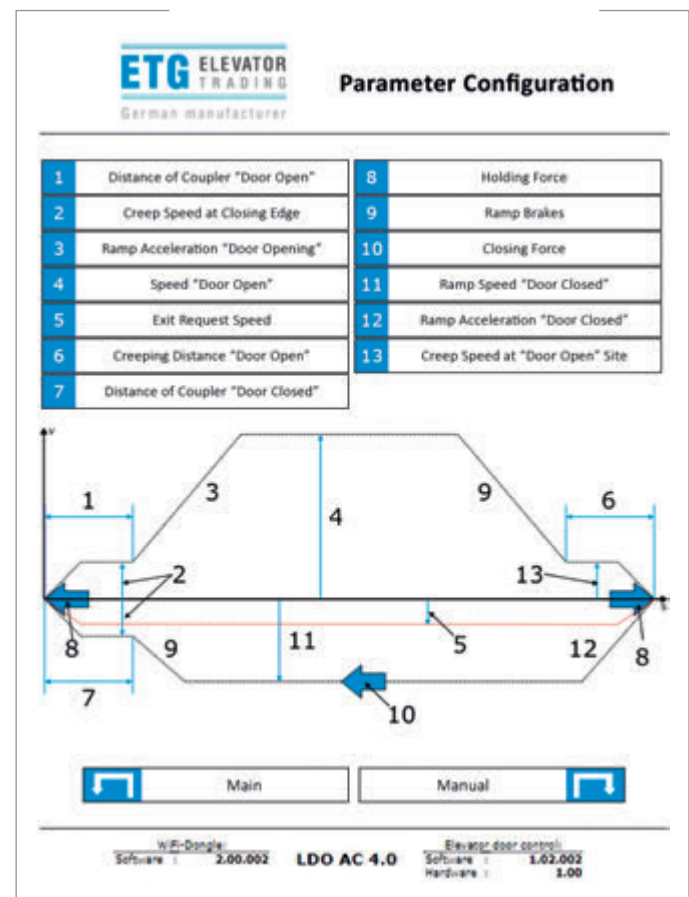 ETG ELEVATOR
TRADING
German manufacturer
Parameter Configuration
1 Distance of Coupler "Door Open"
2 Creep Speed at Closing Edge
3 Ramp Acceleration "Door Opening"
4 Speed "Door Open"
5 Exit Request Speed
6 Creeping Distance "Door Open"
7 Distance of Coupler "Door Closed"
8 Holding Force
9 Ramp Brakes
10 Closing Force
11 Ramp Speed "Door Closed"
12 Ramp Acceleration "Door Closed"
13 Creep Speed at "Door Open" Site
v
1 3 4 9 6
2 13
8 9 11 5 12 8
7 10
Main
Manual
WiFi-Dongle:
Software : 2.00.002
LDO AC 4.0
Elevator door control:
Software : 1.02.002
Hardware : 1.00